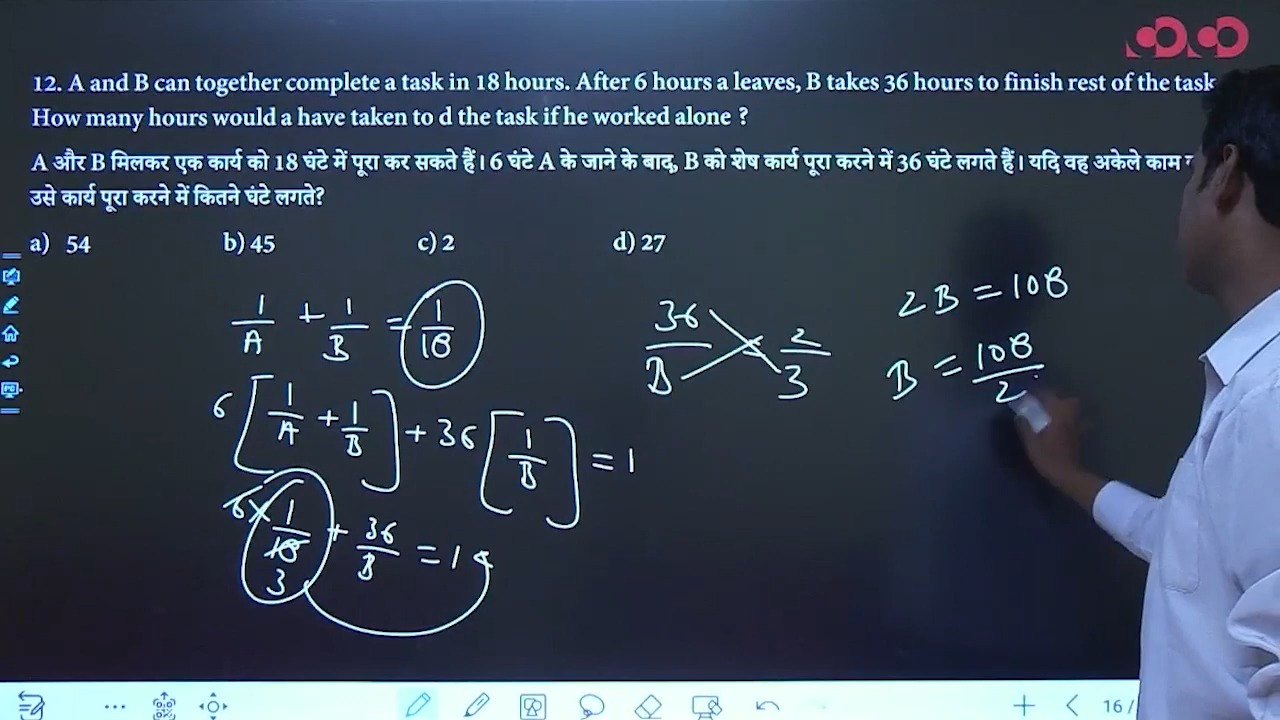 12. A and B can together complete a task in 18 hours. After 6 hours a leaves, B takes 36 hours to finish rest of the task
How many hours would a have taken to d the task if he worked alone ?
A और B मिलकर एक कार्य को 18 घंटे में पूरा कर सकते हैं। 6 घंटे A के जाने के बाद, B को शेष कार्य पूरा करने में 36 घंटे लगते हैं। यदि वह अकेले काम
उसे कार्य पूरा करने में कितने घंटे लगते?
a) 54 b) 45 c) 2 d) 27
1/A + 1/B = 1/18
6 [1/A + 1/B] + 36 [1/B] = 1
6 × 1/18 + 36/B = 1
3
36/B = 2/3
2B = 108
B = 108/2
16 /